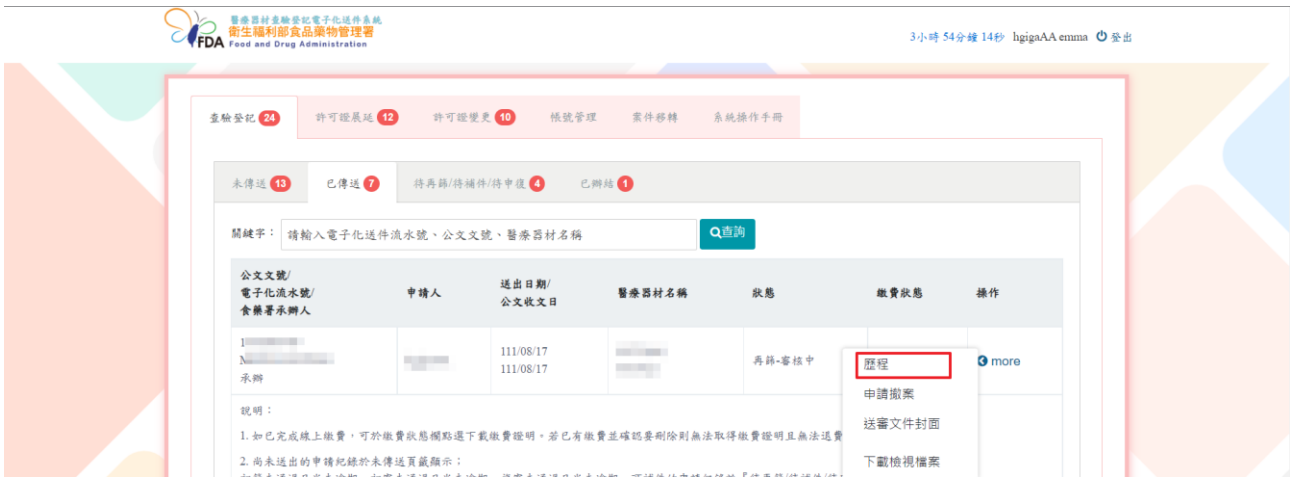 醫療器材查驗登記電子化送件系統
衛生福利部食品藥物管理署
FDA Food and Drug Administration
3小時 54分鐘 14秒 hgigaAA emma 登出
查驗登記 24 許可證展延 12 許可證變更 10 帳號管理 案件移轉 系統操作手冊
未傳送 13 已傳送 7 待再篩/待補件/待申復 4 已辦結 1
關鍵字： 請輸入電子化送件流水號、公文文號、醫療器材名稱 查詢
公文文號/
電子化流水號/
食藥署承辦人
申請人
送出日期/
公文收文日
醫療器材名稱
狀態
繳費狀態
操作
1
N
承辦
111/08/17
111/08/17
再篩-審核中
more
歷程
申請撤案
送審文件封面
下載檢視檔案
說明：
1. 如已完成線上繳費，可於繳費狀態欄點選下載繳費證明。若已有繳費並確認要刪除則無法取得繳費證明且無法退費
2. 尚未送出的申請紀錄於未傳送頁籤顯示；